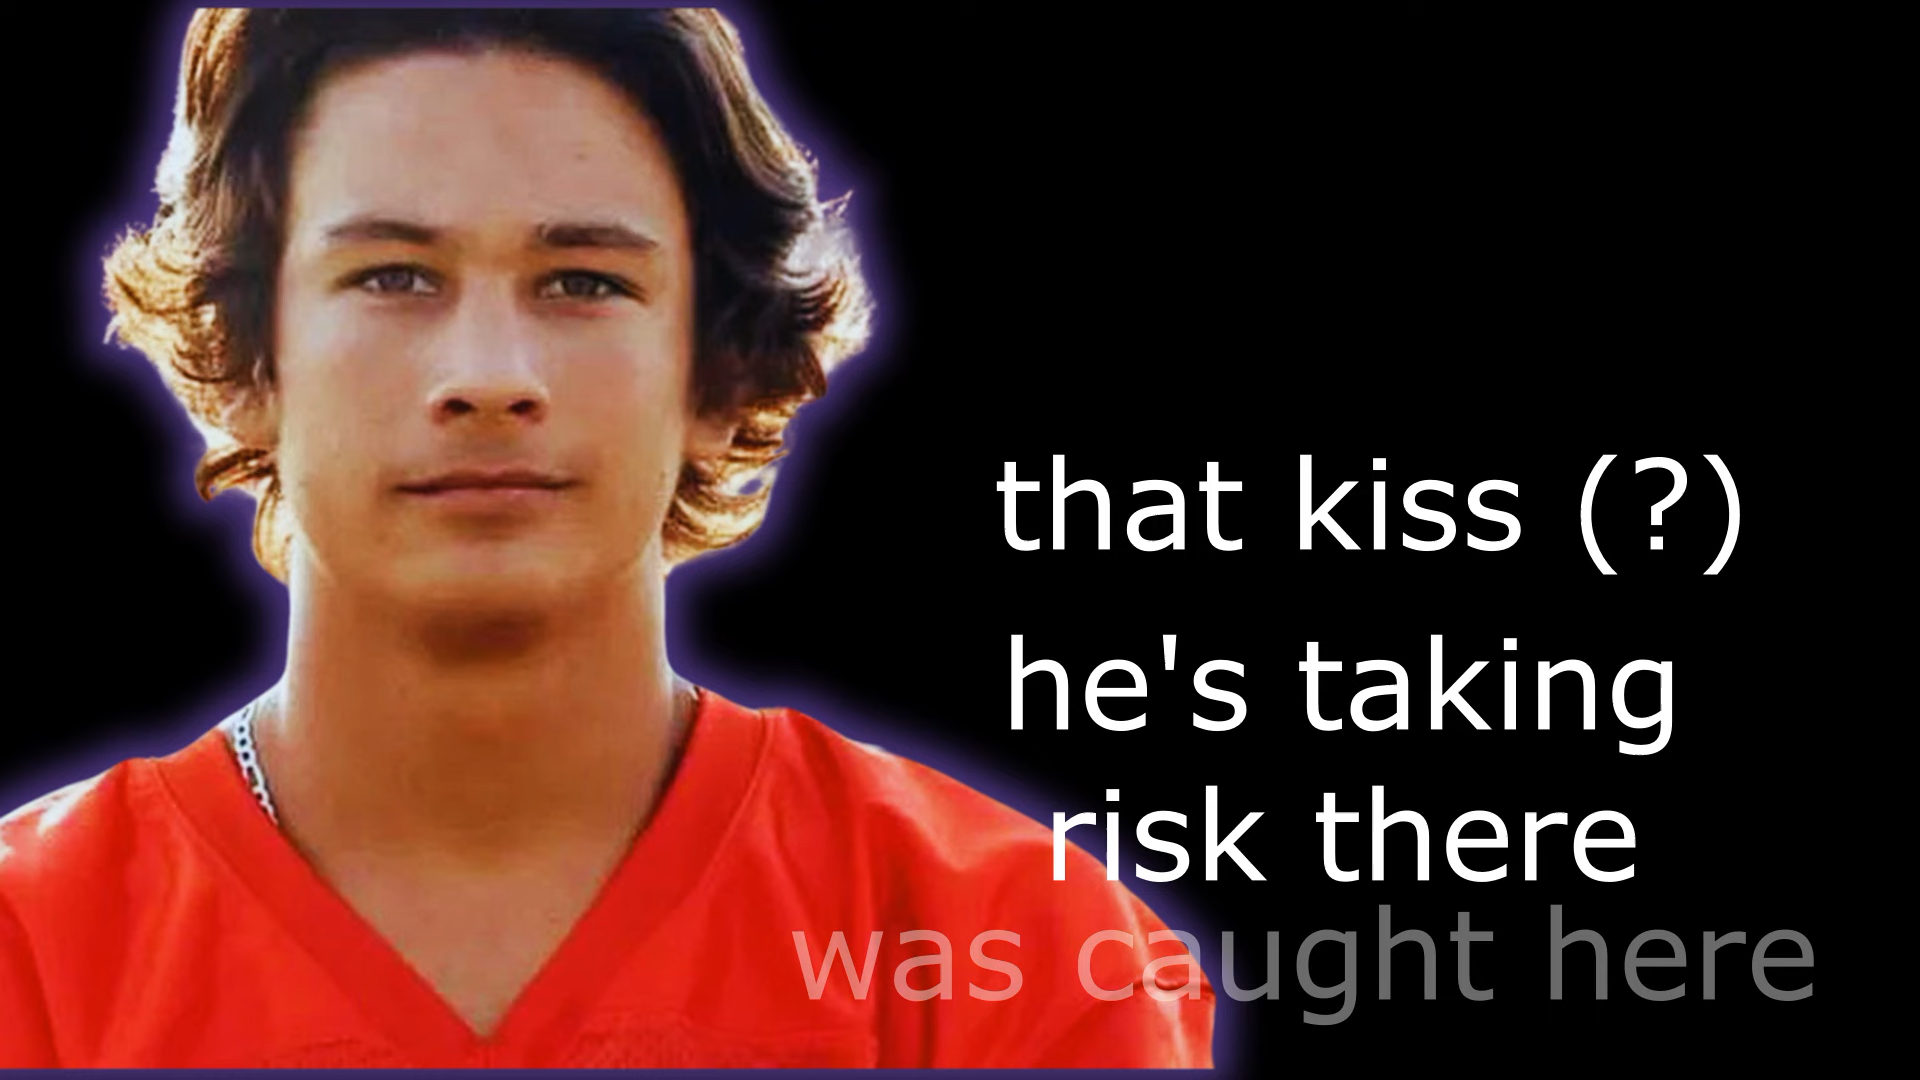 that kiss (?)
he's taking
risk there
was caught here